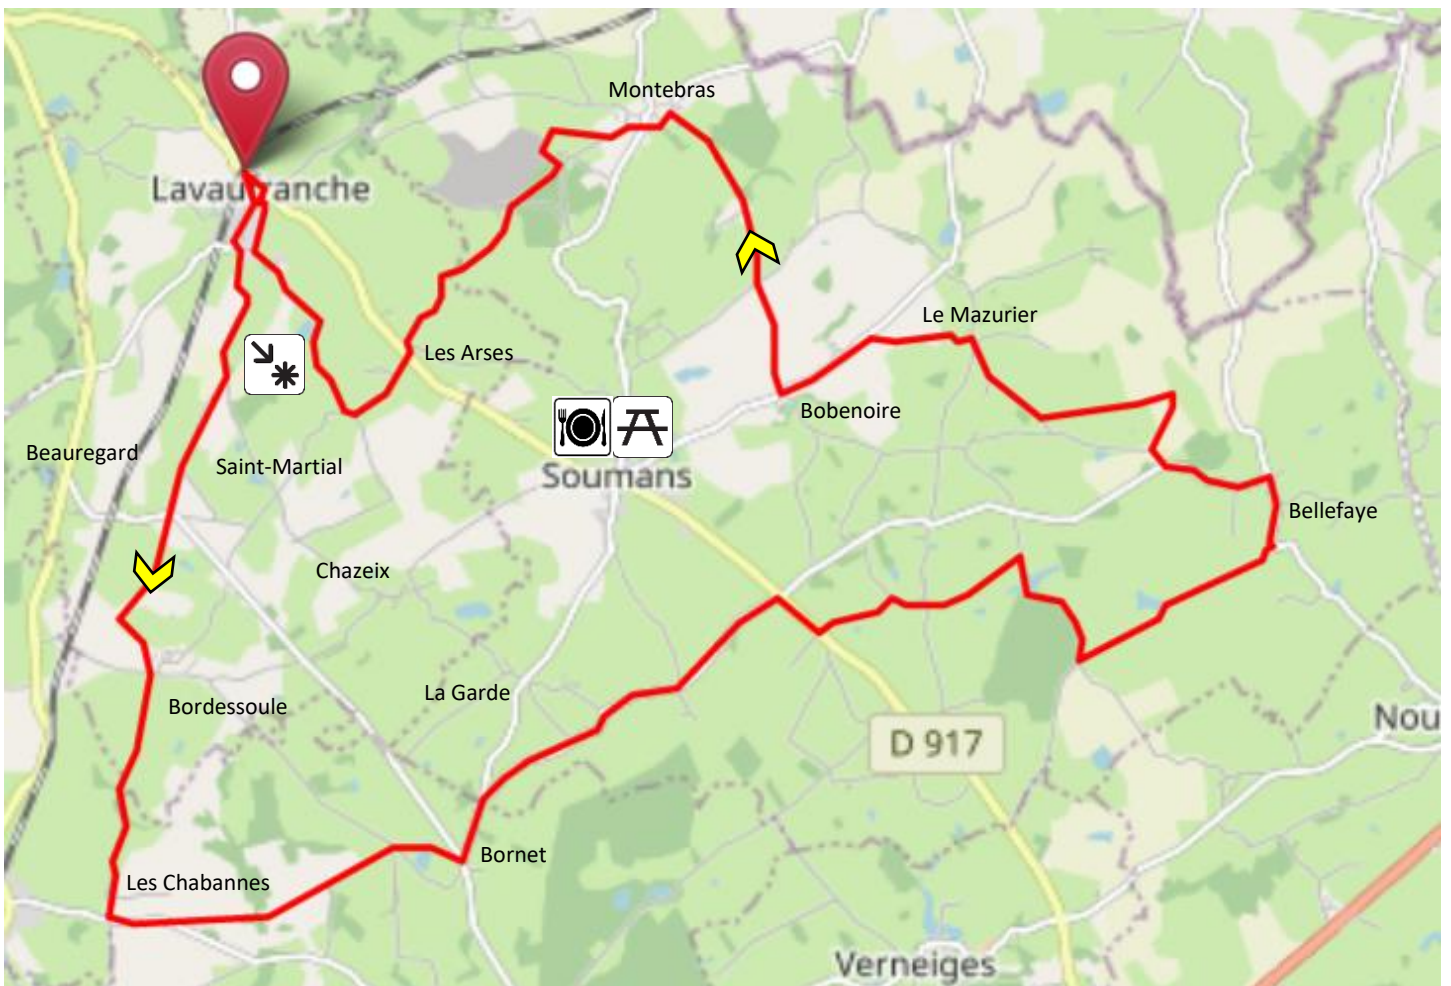 Montebras
Lavaufranche
Le Mazurier
Les Arses
Bobenoire
Beauregard
Saint-Martial
Soumans
Bellefaye
Chazeix
La Garde
Bordessoule
Nou
D 917
Bornet
Les Chabannes
Verneiges